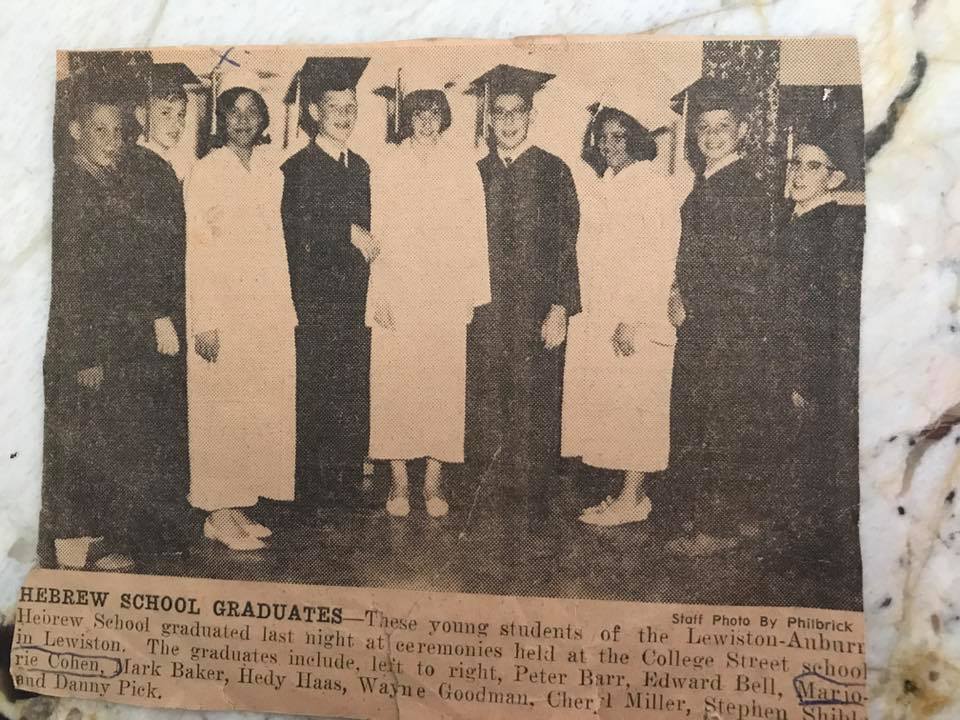 Staff Photo By Philbrick
HEBREW SCHOOL GRADUATES—These young students of the Lewiston-Auburn
Hebrew School graduated last night at ceremonies held at the College Street school
in Lewiston. The graduates include, left to right, Peter Barr, Edward Bell, Marjo-
rie Cohen, Mark Baker, Hedy Haas, Wayne Goodman, Cheryl Miller, Stephen
and Danny Pick.